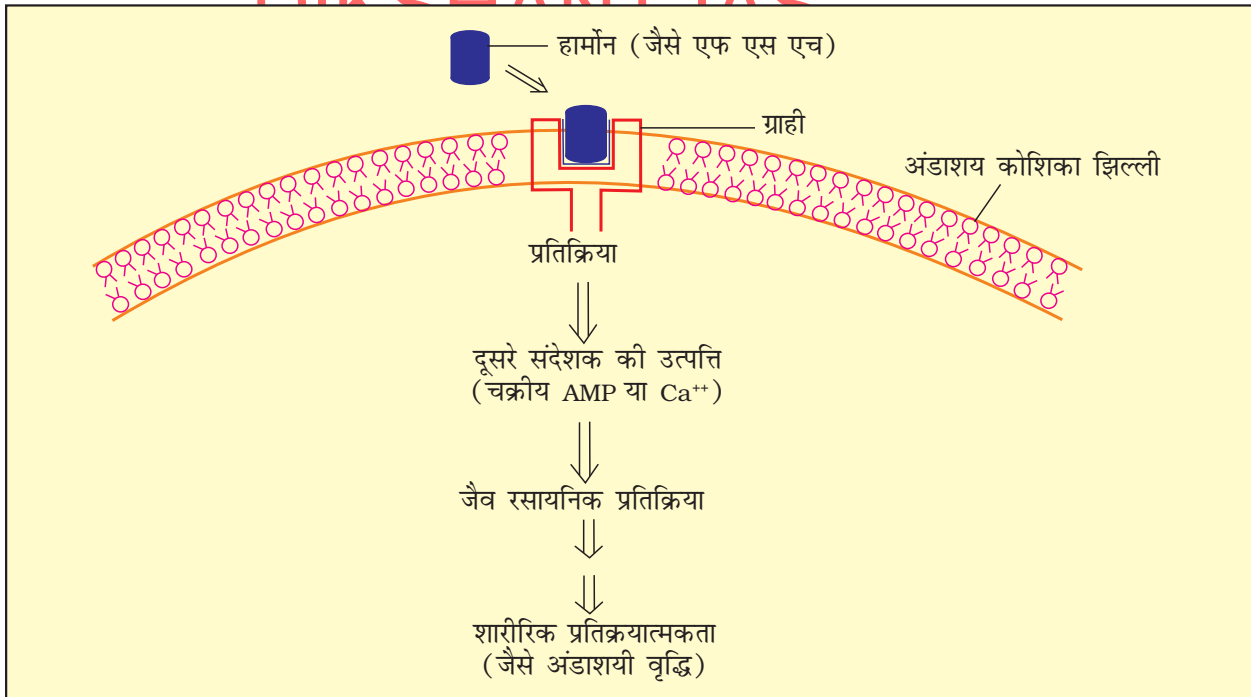 हार्मोन (जैसे एफ एस एच)
ग्राही
अंडाशय कोशिका झिल्ली
प्रतिक्रिया
दूसरे संदेशक की उत्पत्ति
(चक्रीय AMP या Ca⁺⁺)
जैव रसायनिक प्रतिक्रिया
शारीरिक प्रतिक्रयात्मकता
(जैसे अंडाशयी वृद्धि)